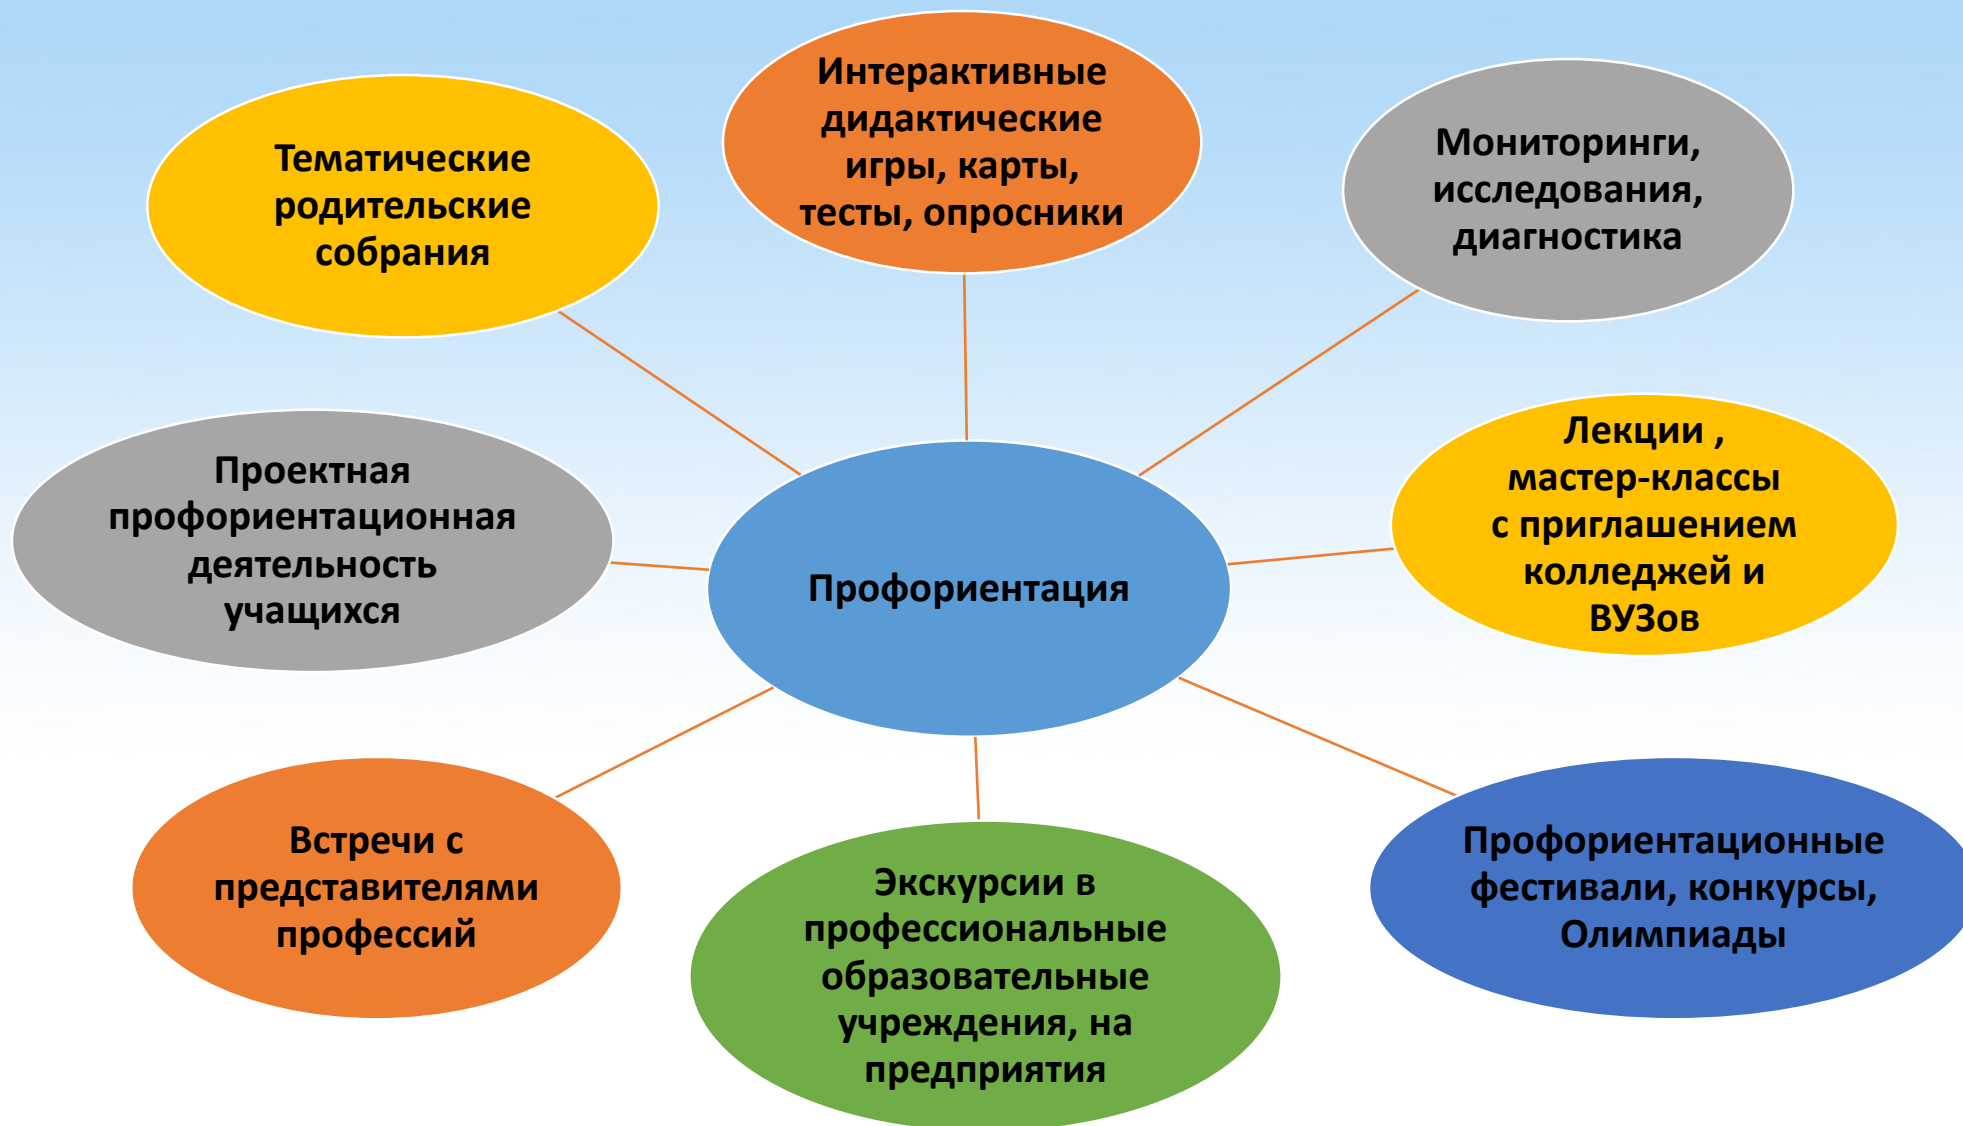 Интерактивные
дидактические
игры, карты,
тесты, опросники
Тематические
родительские
собрания
Мониторинги,
исследования,
диагностика
Проектная
профориентационная
деятельность
учащихся
Профориентация
Лекции ,
мастер-классы
с приглашением
колледжей и
ВУЗов
Встречи с
представителями
профессий
Экскурсии в
профессиональные
образовательные
учреждения, на
предприятия
Профориентационные
фестивали, конкурсы,
Олимпиады